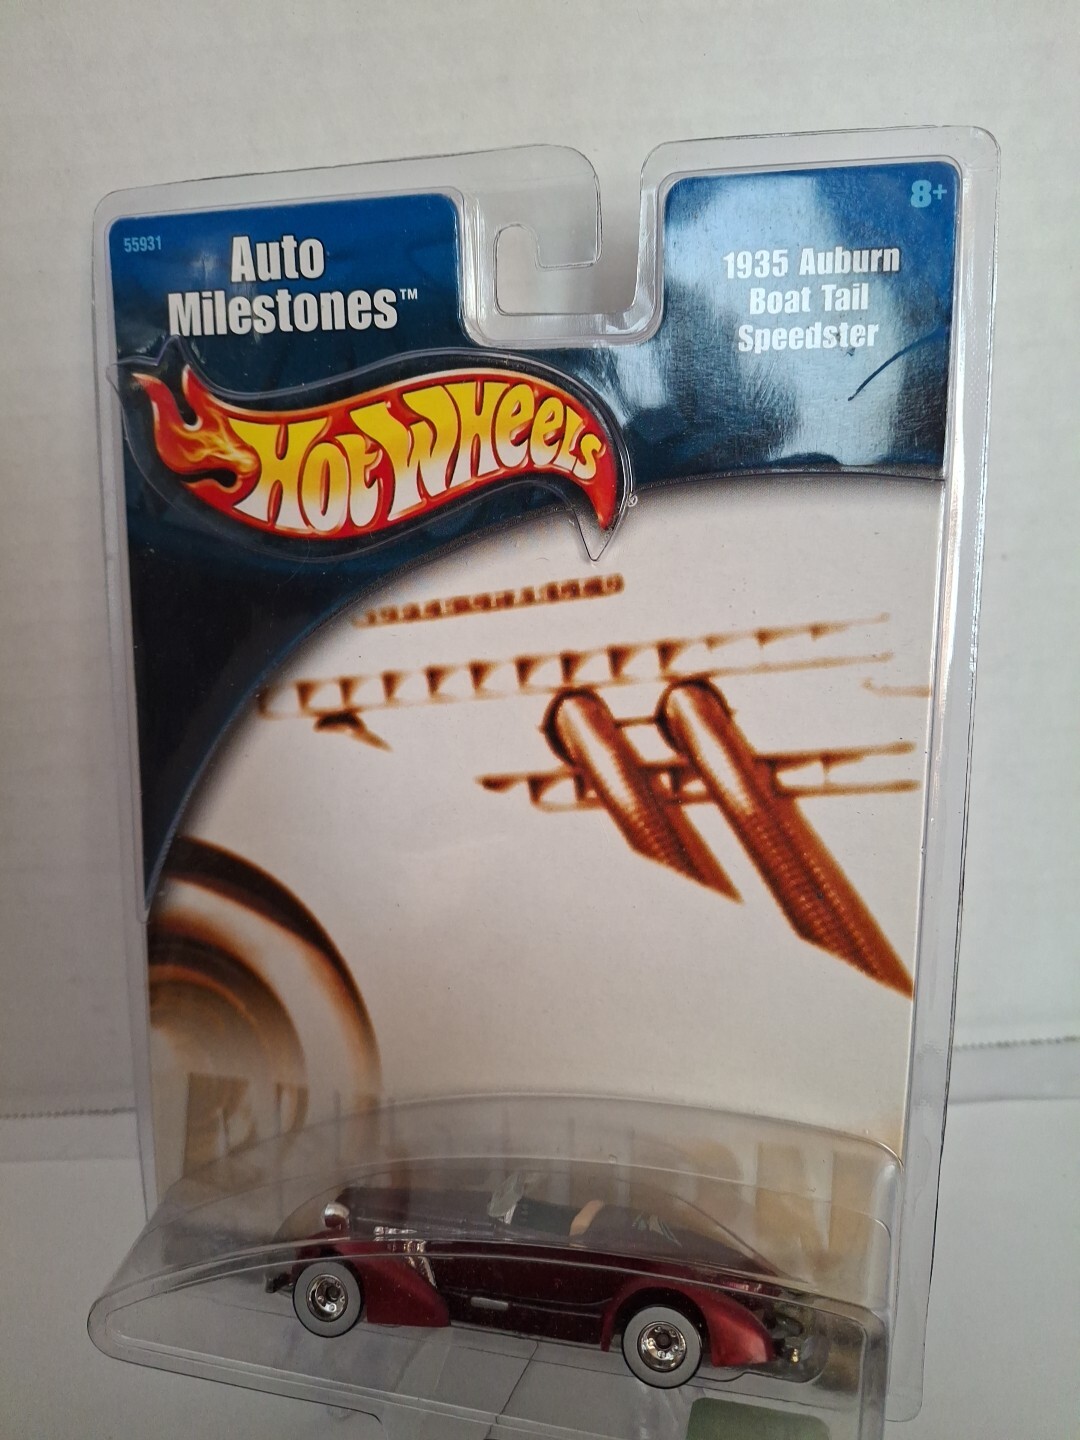 55931
Auto
Milestones™
8+
1935 Auburn
Boat Tail
Speedster
Hot Wheels®